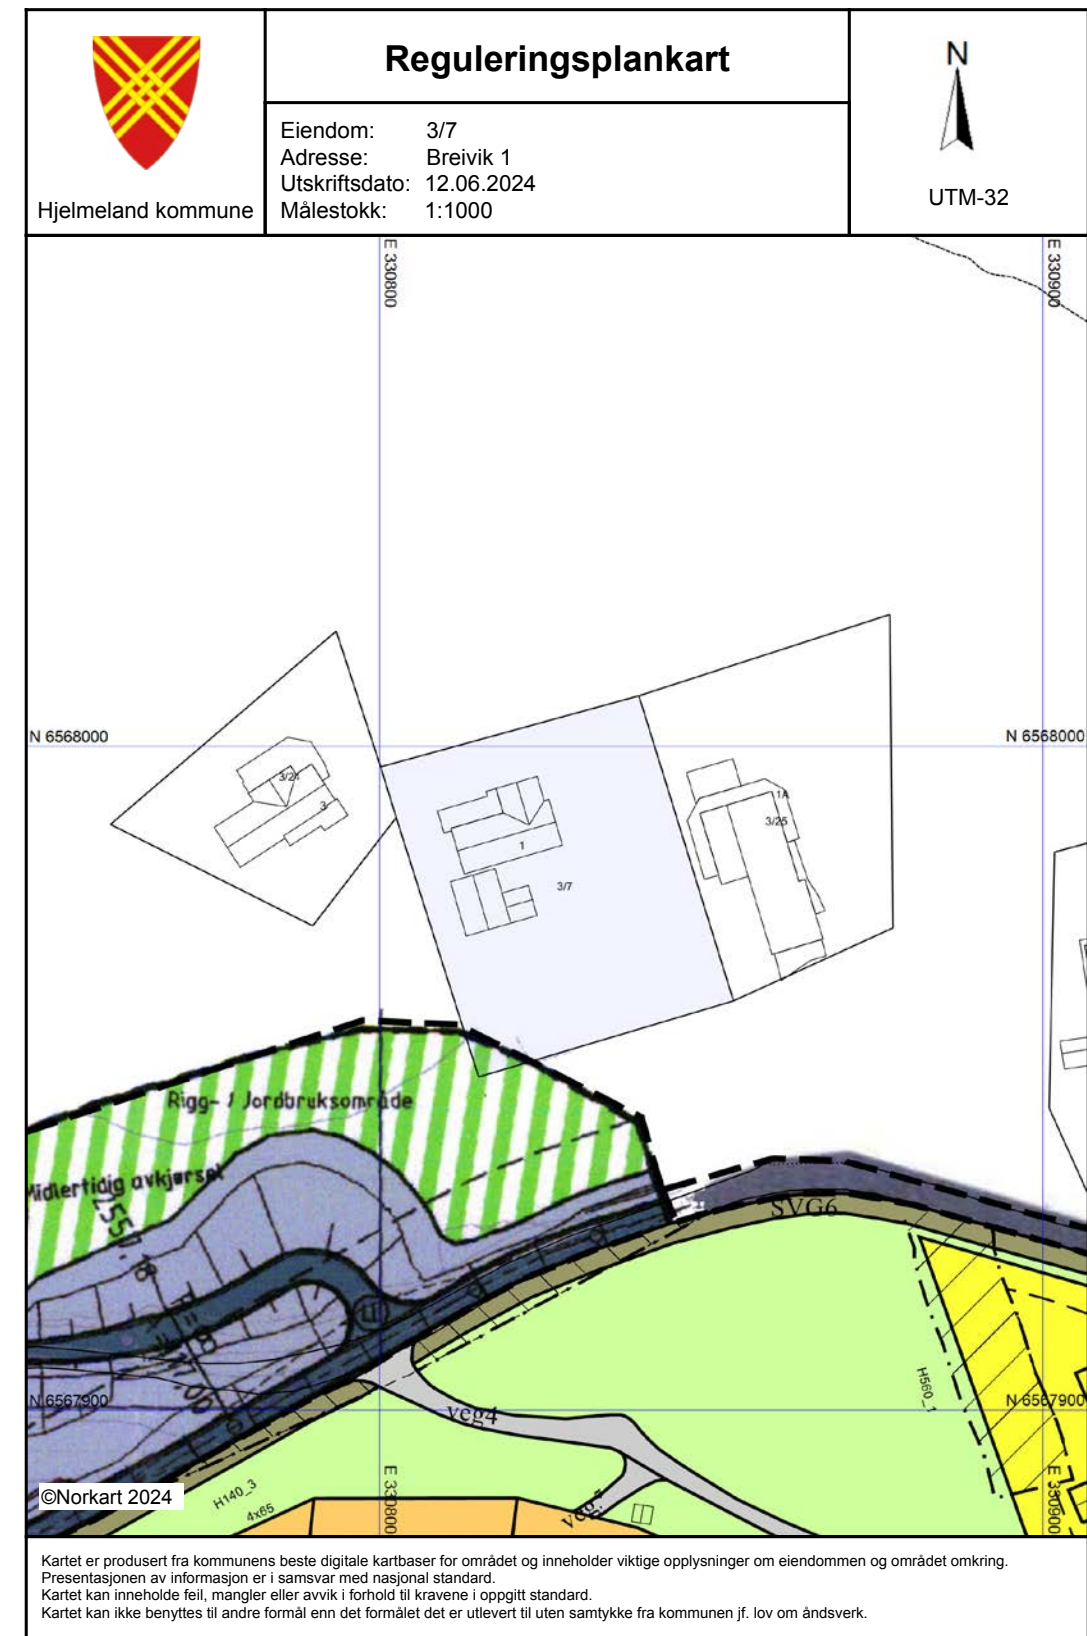 Reguleringsplankart
Eiendom: 3/7
Adresse: Breivik 1
Utskriftsdato: 12.06.2024
Målestokk: 1:1000
Hjelmeland kommune
N
UTM-32
E 330800
E 330900
N 6568000
N 6568000
3/24
3
1
3/7
1A
3/25
Rigg- / Jordbruksområde
Midlertidig avkjørsel
SVG6
H560_1
N 6567900
N 6567900
veg4
E 330800
E 330900
©Norkart 2024
H140_3
4x65
Kartet er produsert fra kommunens beste digitale kartbaser for området og inneholder viktige opplysninger om eiendommen og området omkring.
Presentasjonen av informasjon er i samsvar med nasjonal standard.
Kartet kan inneholde feil, mangler eller avvik i forhold til kravene i oppgitt standard.
Kartet kan ikke benyttes til andre formål enn det formålet det er utlevert til uten samtykke fra kommunen jf. lov om åndsverk.